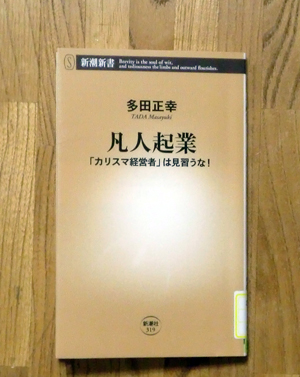 新潮新書
Brevity is the soul of wit,
and tediousness the limbs and outward flourishes.
多田正幸
TADA Masayuki
凡人起業
「カリスマ経営者」は見習うな!
新潮社
319